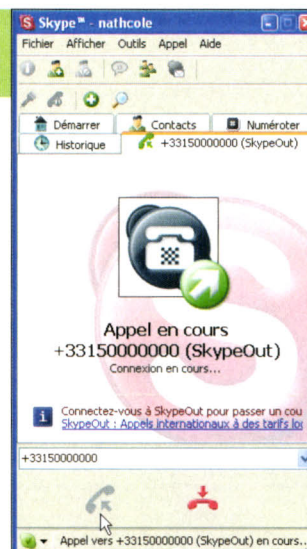 Skype™ - nathcole
Fichier Afficher Outils Appel Aide
Démarrer Contacts Numéroter
Historique +33150000000 (SkypeOut)
Appel en cours
+33150000000 (SkypeOut)
Connexion en cours...
Connectez-vous à SkypeOut pour passer un cou
SkypeOut : Appels internationaux à des tarifs lo
+33150000000
Appel vers +33150000000 (SkypeOut) en cours...